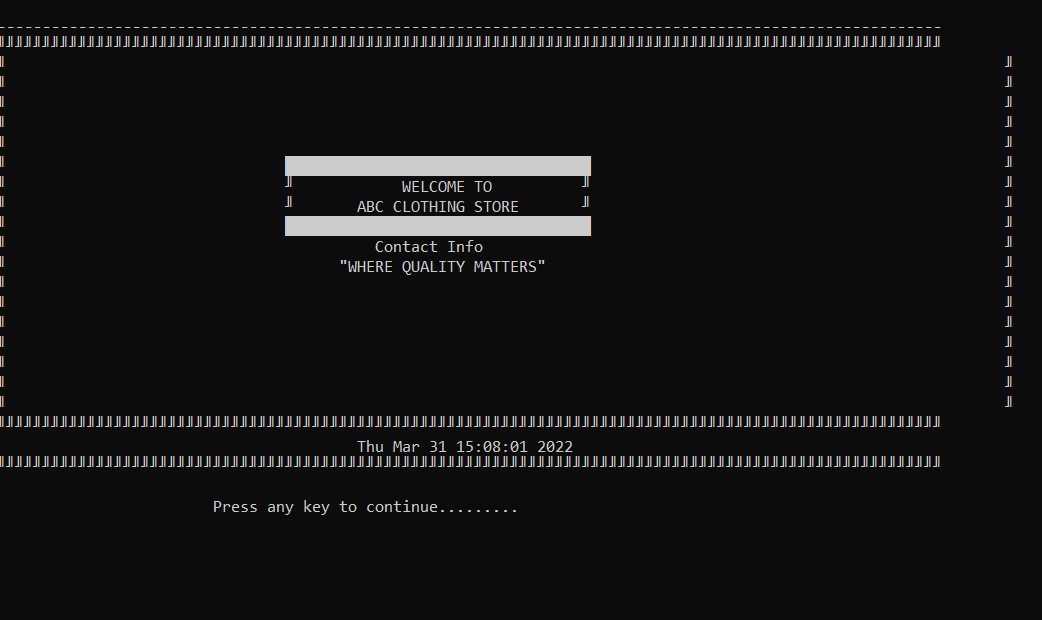 WELCOME TO
ABC CLOTHING STORE
Contact Info
"WHERE QUALITY MATTERS"
Thu Mar 31 15:08:01 2022
Press any key to continue.........